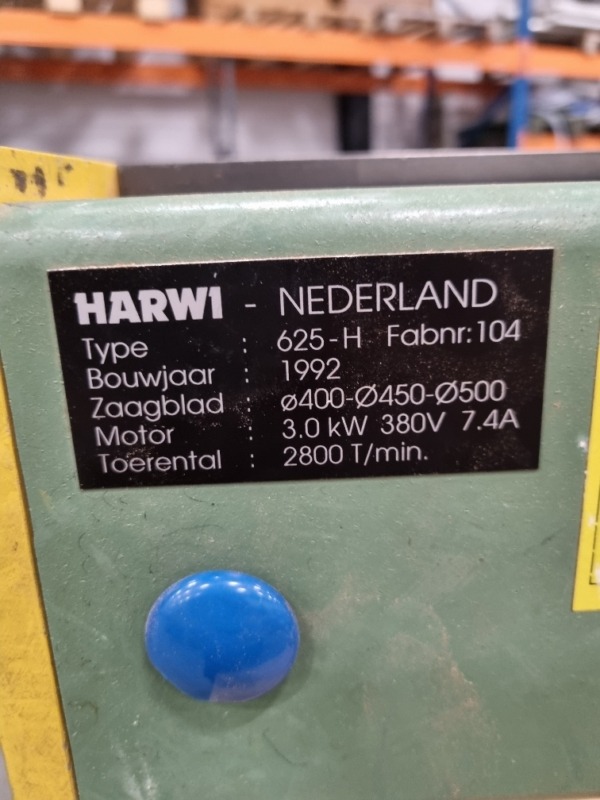 HARWI - NEDERLAND
Type : 625-H Fabnr:104
Bouwjaar : 1992
Zaagblad : ø400-Ø450-Ø500
Motor : 3.0 kW 380V 7.4A
Toerental : 2800 T/min.